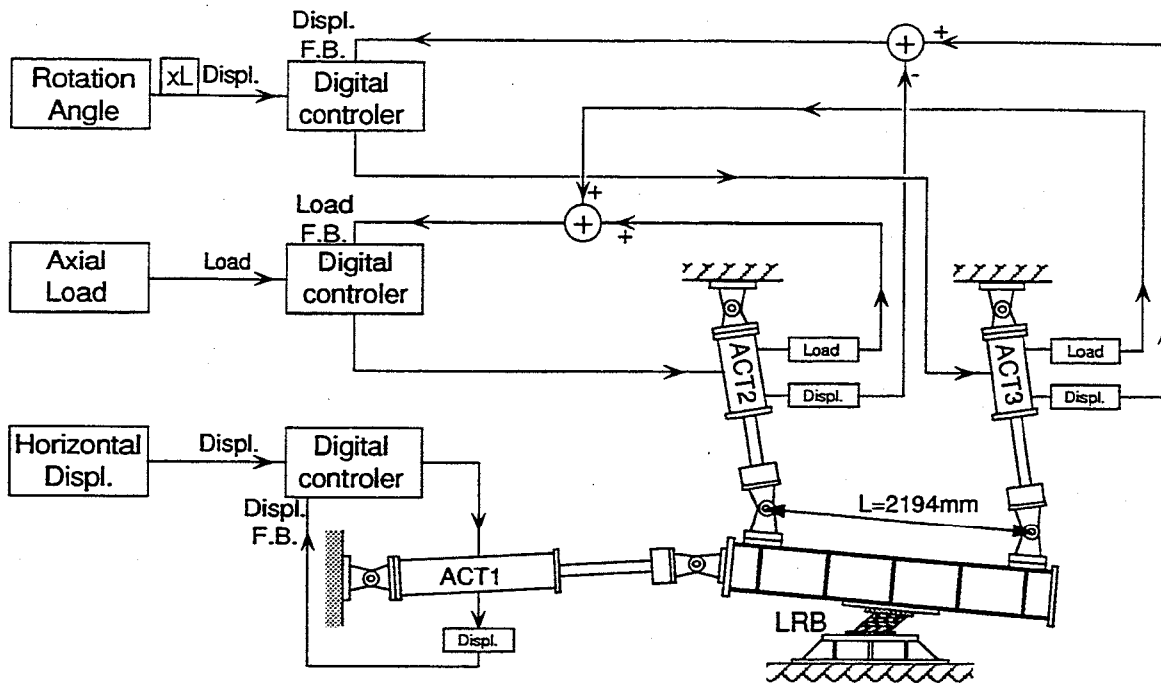 Displ.
F.B.
+
+
-
Rotation
Angle
xL
Displ.
Digital
controler
+
+
+
Load
F.B.
Axial
Load
Load
Digital
controler
ACT2
Load
Displ.
ACT3
Load
Displ.
Horizontal
Displ.
Displ.
Digital
controler
Displ.
F.B.
L=2194mm
ACT1
Displ.
LRB